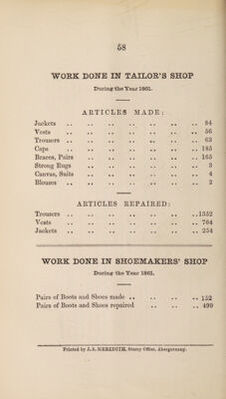 58
WORK DONE IN TAILOR'S SHOP
During the Year 1861.
ARTICLES MADE:
Jackets .. .. .. .. .. .. .. 84
Vests .. .. .. .. .. .. .. 56
Trousers .. .. .. .. .. .. .. 63
Caps .. .. .. .. .. .. .. 185
Braces, Pairs .. .. .. .. .. .. 165
Strong Rugs .. .. .. .. .. .. 3
Canvas, Suits .. .. .. .. .. .. 4
Blouses .. .. .. .. .. .. .. 2
ARTICLES REPAIRED:
Trousers .. .. .. .. .. .. .. 1352
Vests .. .. .. .. .. .. .. 764
Jackets .. .. .. .. .. .. .. 254
WORK DONE IN SHOEMAKERS' SHOP
During the Year 1861.
Pairs of Boots and Shoes made .. .. .. .. 152
Pairs of Boots and Shoes repaired .. .. .. 499
Printed by J. S. MEREDITH, Steam Office, Abergavenny.